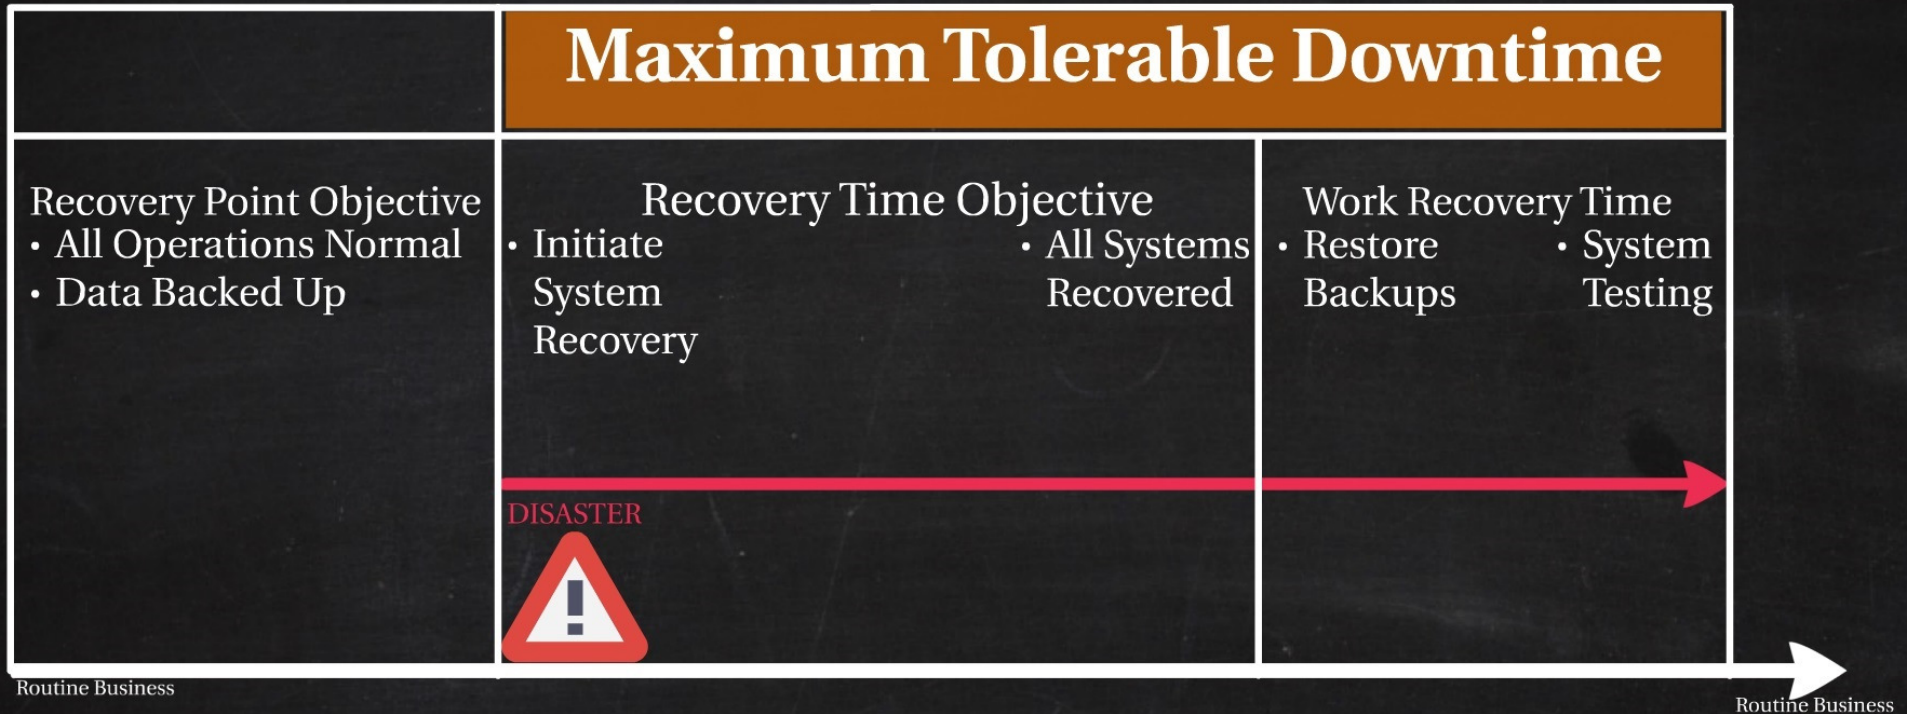 Maximum Tolerable Downtime
Recovery Point Objective
• All Operations Normal
• Data Backed Up
Recovery Time Objective
• Initiate
System
Recovery
• All Systems
Recovered
Work Recovery Time
• Restore
Backups
• System
Testing
DISASTER
Routine Business
Routine Business